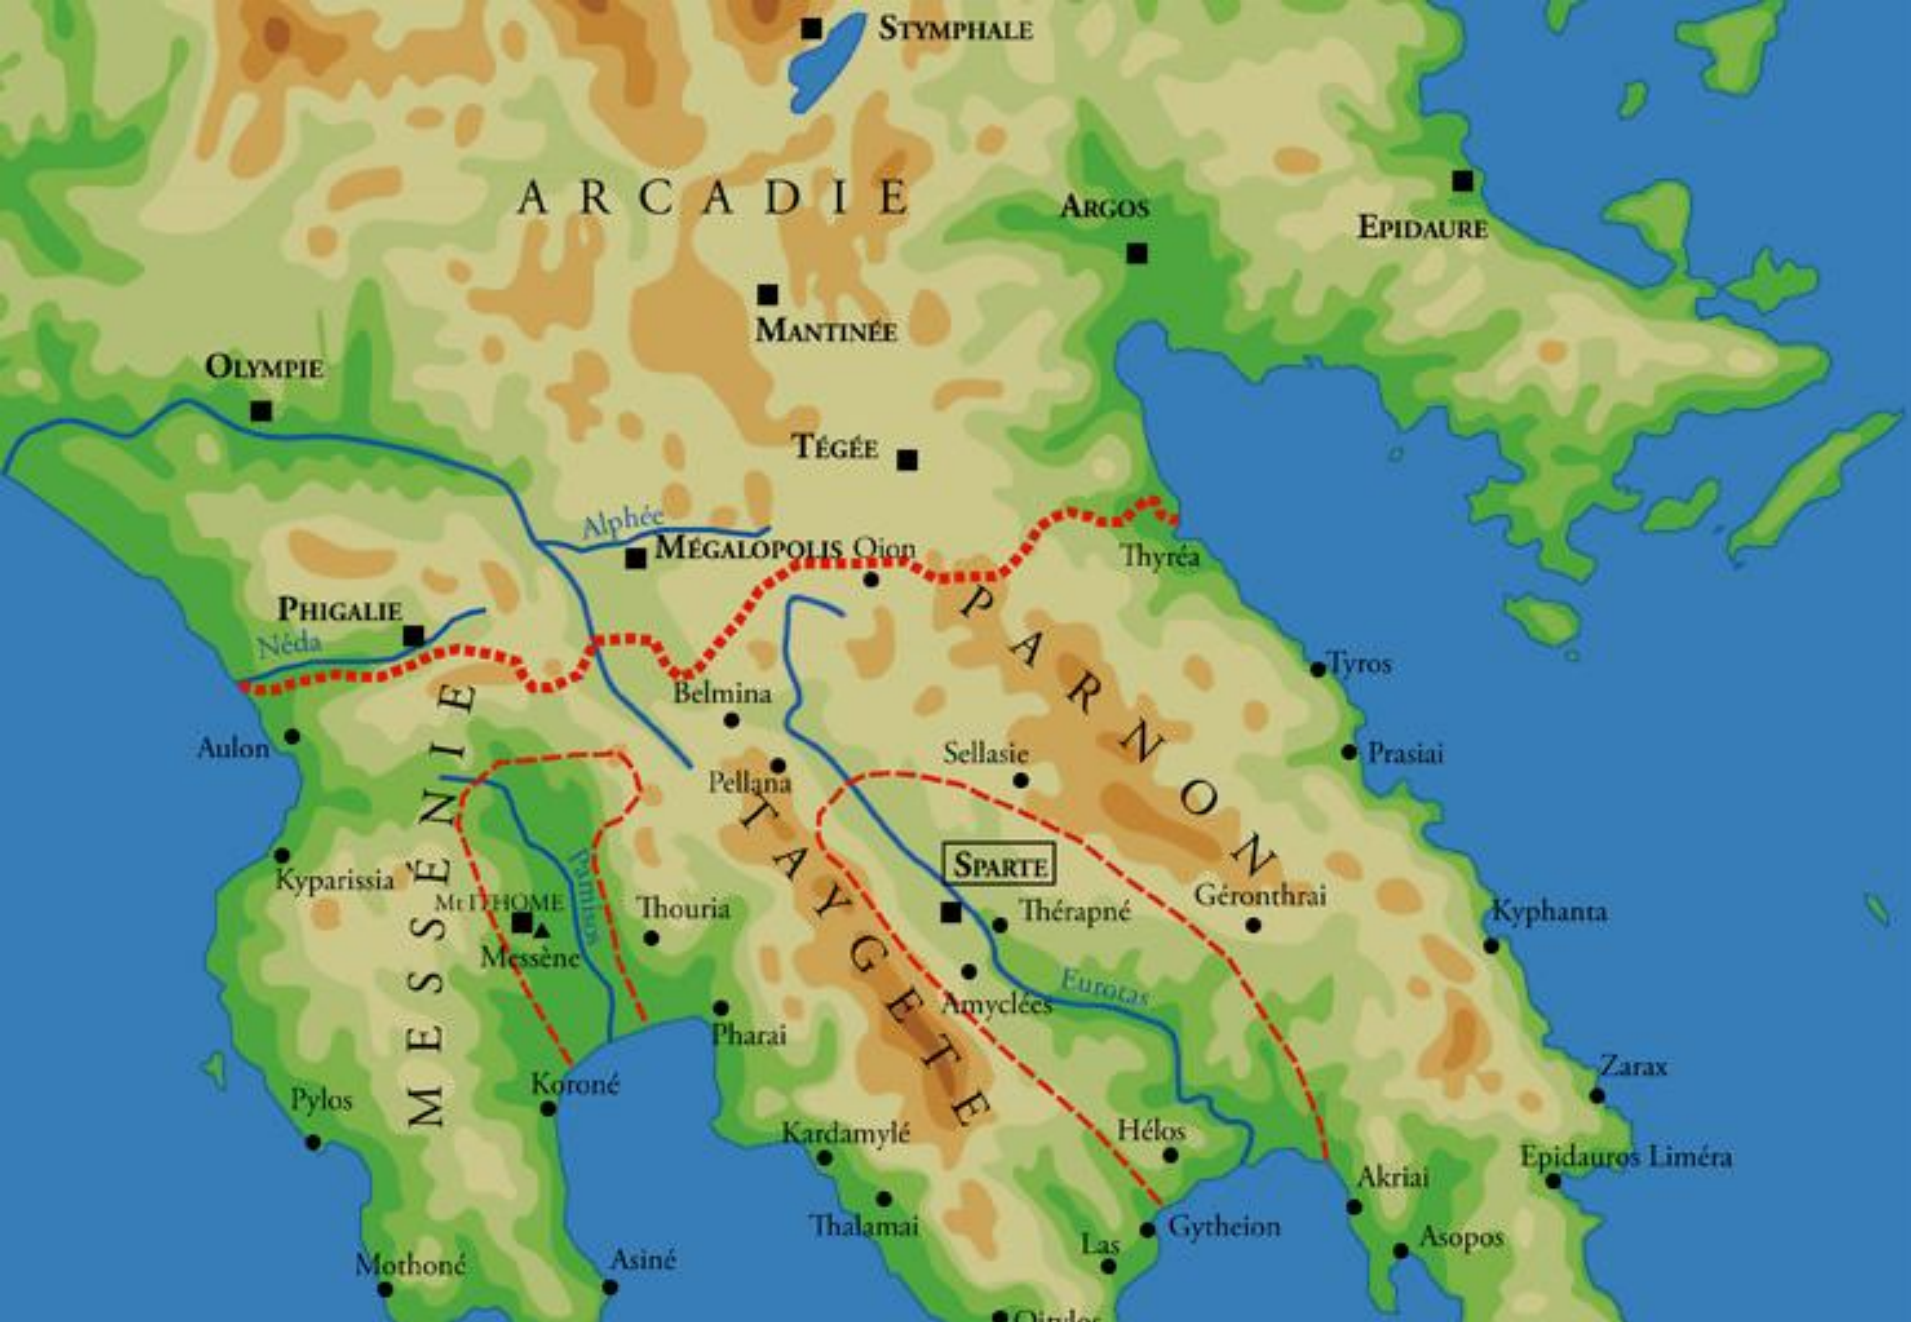 STYMPHALE
ARCADIE
ARGOS
EPIDAURE
MANTINÉE
OLYMPIE
TÉGÉE
Alphée
MÉGALOPOLIS
Oion
Thyréa
PHIGALIE
Néda
PARNON
Tyros
Belmina
Aulon
MESSENIE
Sellasie
Prasiai
Pellana
TAYGETE
SPARTE
Kyparissia
Mt ITHOME
Pamisos
Thouria
Thérapné
Géronthrai
Kyphanta
Messène
Eurotas
Amyclées
Pharai
Zarax
Koroné
Pylos
Kardamylé
Hélos
Epidauros Liméra
Akriai
Thalamai
Gytheion
Asopos
Las
Mothoné
Asiné